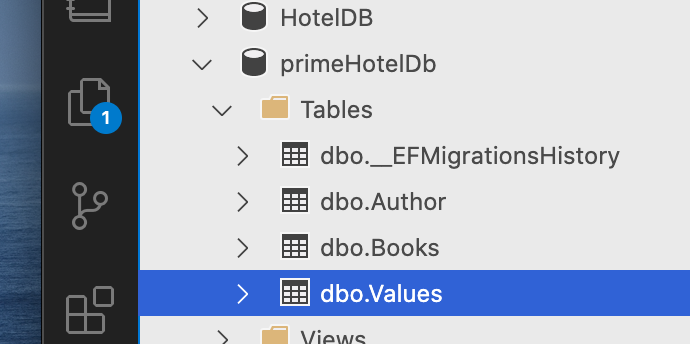 HotelDB
primeHotelDb
Tables
dbo.__EFMigrationsHistory
dbo.Author
1
dbo.Books
dbo.Values
Views